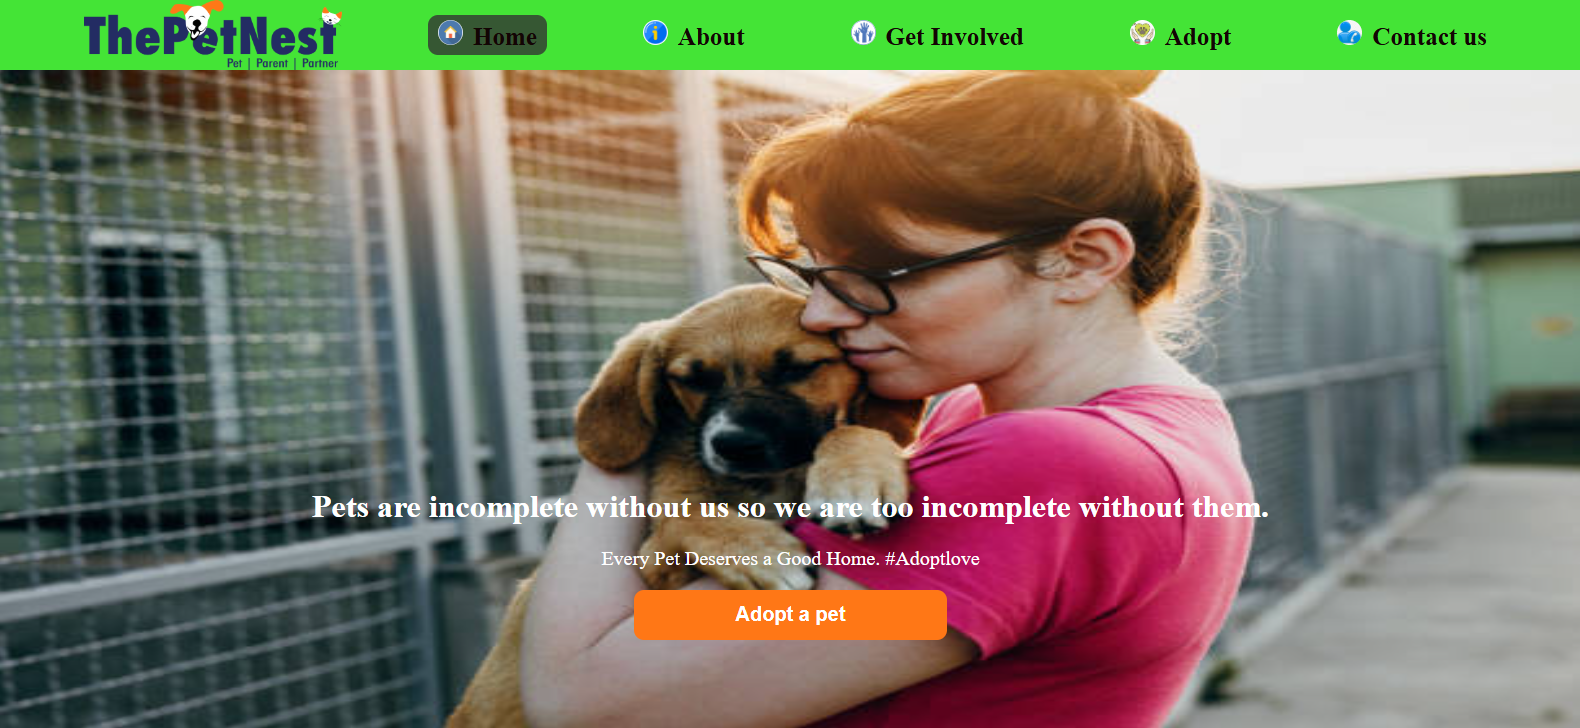 ThePetNest
Pet | Parent | Partner
Home
About
Get Involved
Adopt
Contact us
Pets are incomplete without us so we are too incomplete without them.
Every Pet Deserves a Good Home. #Adoptlove
Adopt a pet